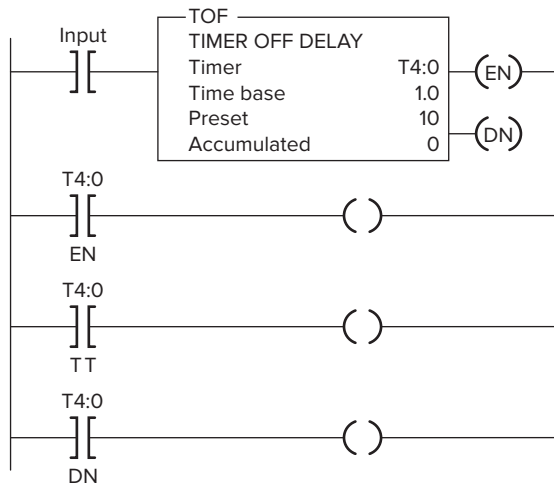 TOF
Input
TIMER OFF DELAY
Timer T4:0
EN
Time base 1.0
Preset 10
DN
Accumulated 0
T4:0
EN
T4:0
TT
T4:0
DN